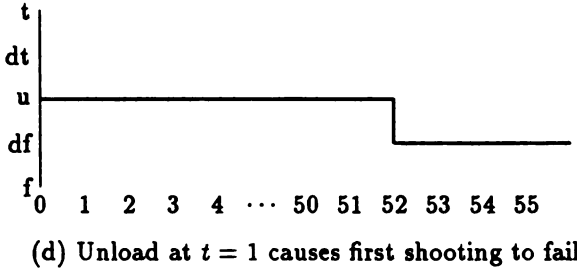 t
dt
u
df
f
0 1 2 3 4 ··· 50 51 52 53 54 55
(d) Unload at t = 1 causes first shooting to fail